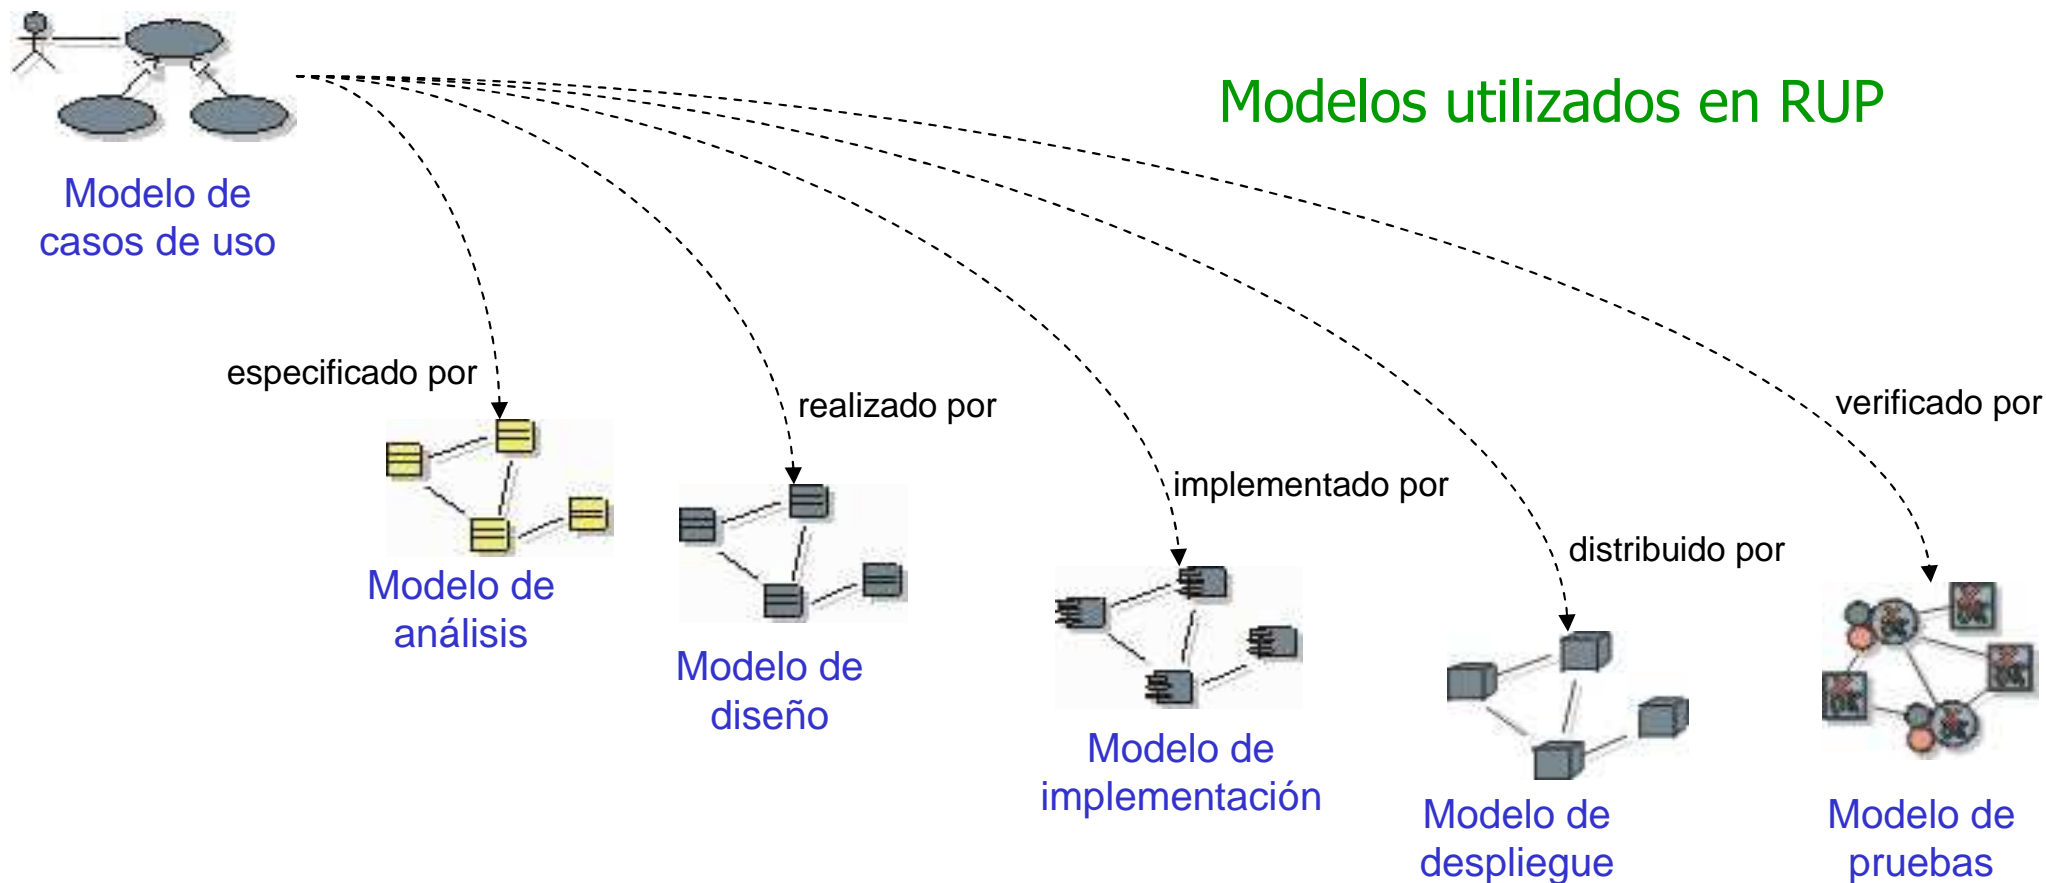 Modelos utilizados en RUP
Modelo de
casos de uso
especificado por
realizado por
verificado por
implementado por
distribuido por
Modelo de
análisis
Modelo de
diseño
Modelo de
implementación
Modelo de
despliegue
Modelo de
pruebas